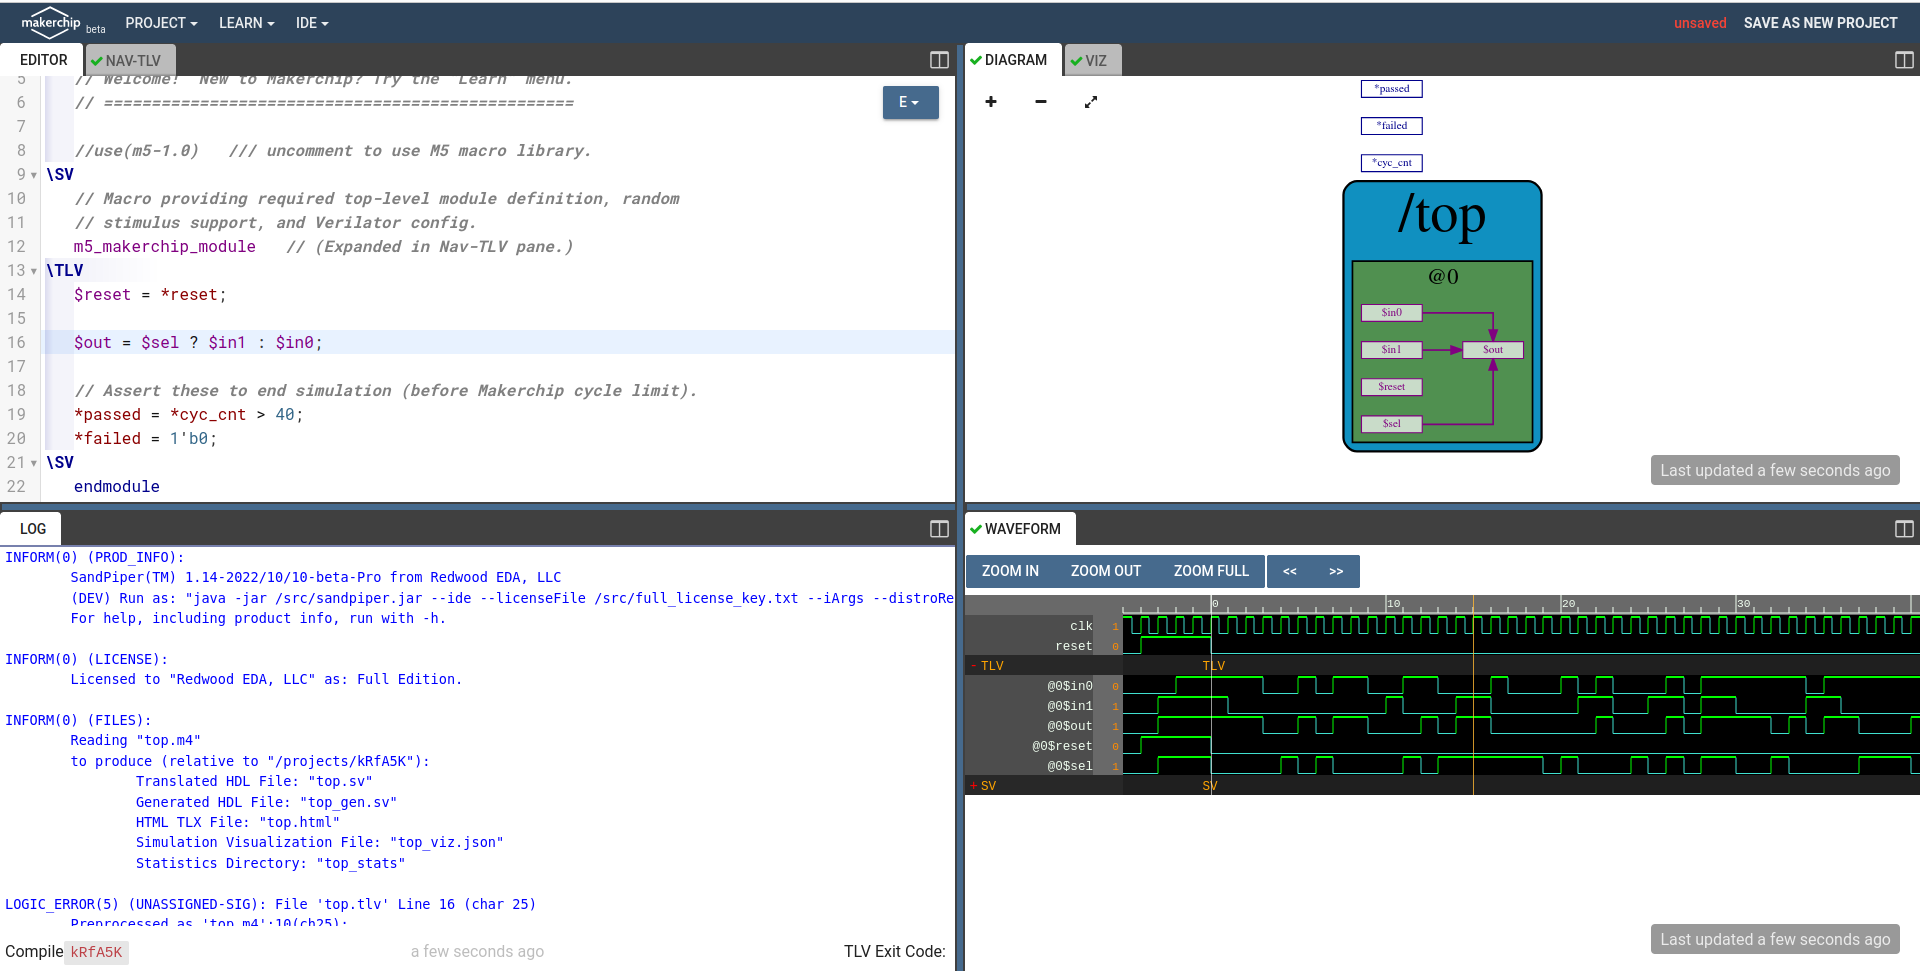 makerchip beta PROJECT LEARN IDE unsaved SAVE AS NEW PROJECT
EDITOR NAV-TLV
5 // Welcome! New to Makerchip? Try the "Learn" menu.
6 // =================================================
7
8 //use(m5-1.0) /// uncomment to use M5 macro library.
9 \SV
10 // Macro providing required top-level module definition, random
11 // stimulus support, and Verilator config.
12 m5_makerchip_module // (Expanded in Nav-TLV pane.)
13 \TLV
14 $reset = *reset;
15
16 $out = $sel ? $in1 : $in0;
17
18 // Assert these to end simulation (before Makerchip cycle limit).
19 *passed = *cyc_cnt > 40;
20 *failed = 1'b0;
21 \SV
22 endmodule
E
DIAGRAM VIZ
*passed
*failed
*cyc_cnt
/top
@0
$in0
$in1 $out
$reset
$sel
Last updated a few seconds ago
LOG
INFORM(0) (PROD_INFO):
SandPiper(TM) 1.14-2022/10/10-beta-Pro from Redwood EDA, LLC
(DEV) Run as: "java -jar /src/sandpiper.jar --ide --licenseFile /src/full_license_key.txt --iArgs --distroRe
For help, including product info, run with -h.
INFORM(0) (LICENSE):
Licensed to "Redwood EDA, LLC" as: Full Edition.
INFORM(0) (FILES):
Reading "top.m4"
to produce (relative to "/projects/kRfA5K"):
Translated HDL File: "top.sv"
Generated HDL File: "top_gen.sv"
HTML TLX File: "top.html"
Simulation Visualization File: "top_viz.json"
Statistics Directory: "top_stats"
LOGIC_ERROR(5) (UNASSIGNED-SIG): File 'top.tlv' Line 16 (char 25)
Preprocessed as 'top.m4':10(ch25):
Compile kRfA5K a few seconds ago TLV Exit Code:
WAVEFORM
ZOOM IN ZOOM OUT ZOOM FULL << >>
0 10 20 30
clk 1
reset 0
- TLV TLV
@0$in0 0
@0$in1 1
@0$out 1
@0$reset 0
@0$sel 1
+ SV SV
Last updated a few seconds ago